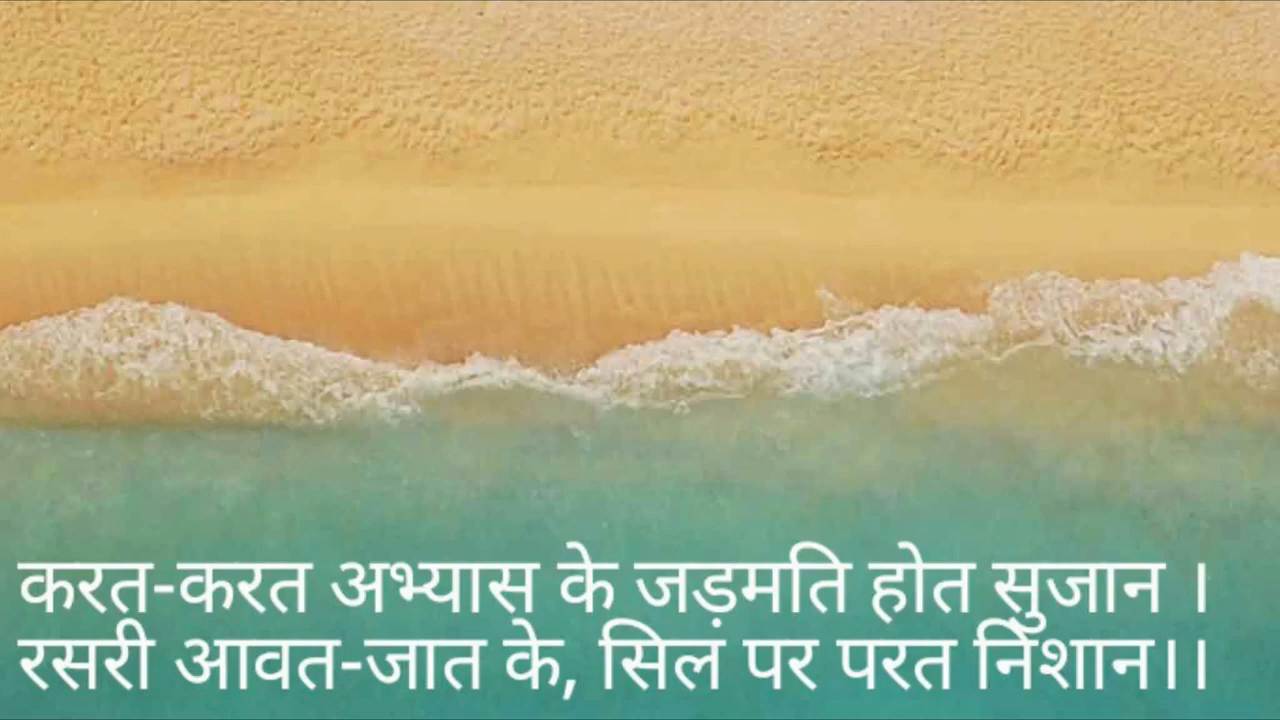 करत-करत अभ्यास के जड़मति होत सुजान ।
रसरी आवत-जात के, सिल पर परत निशान।।